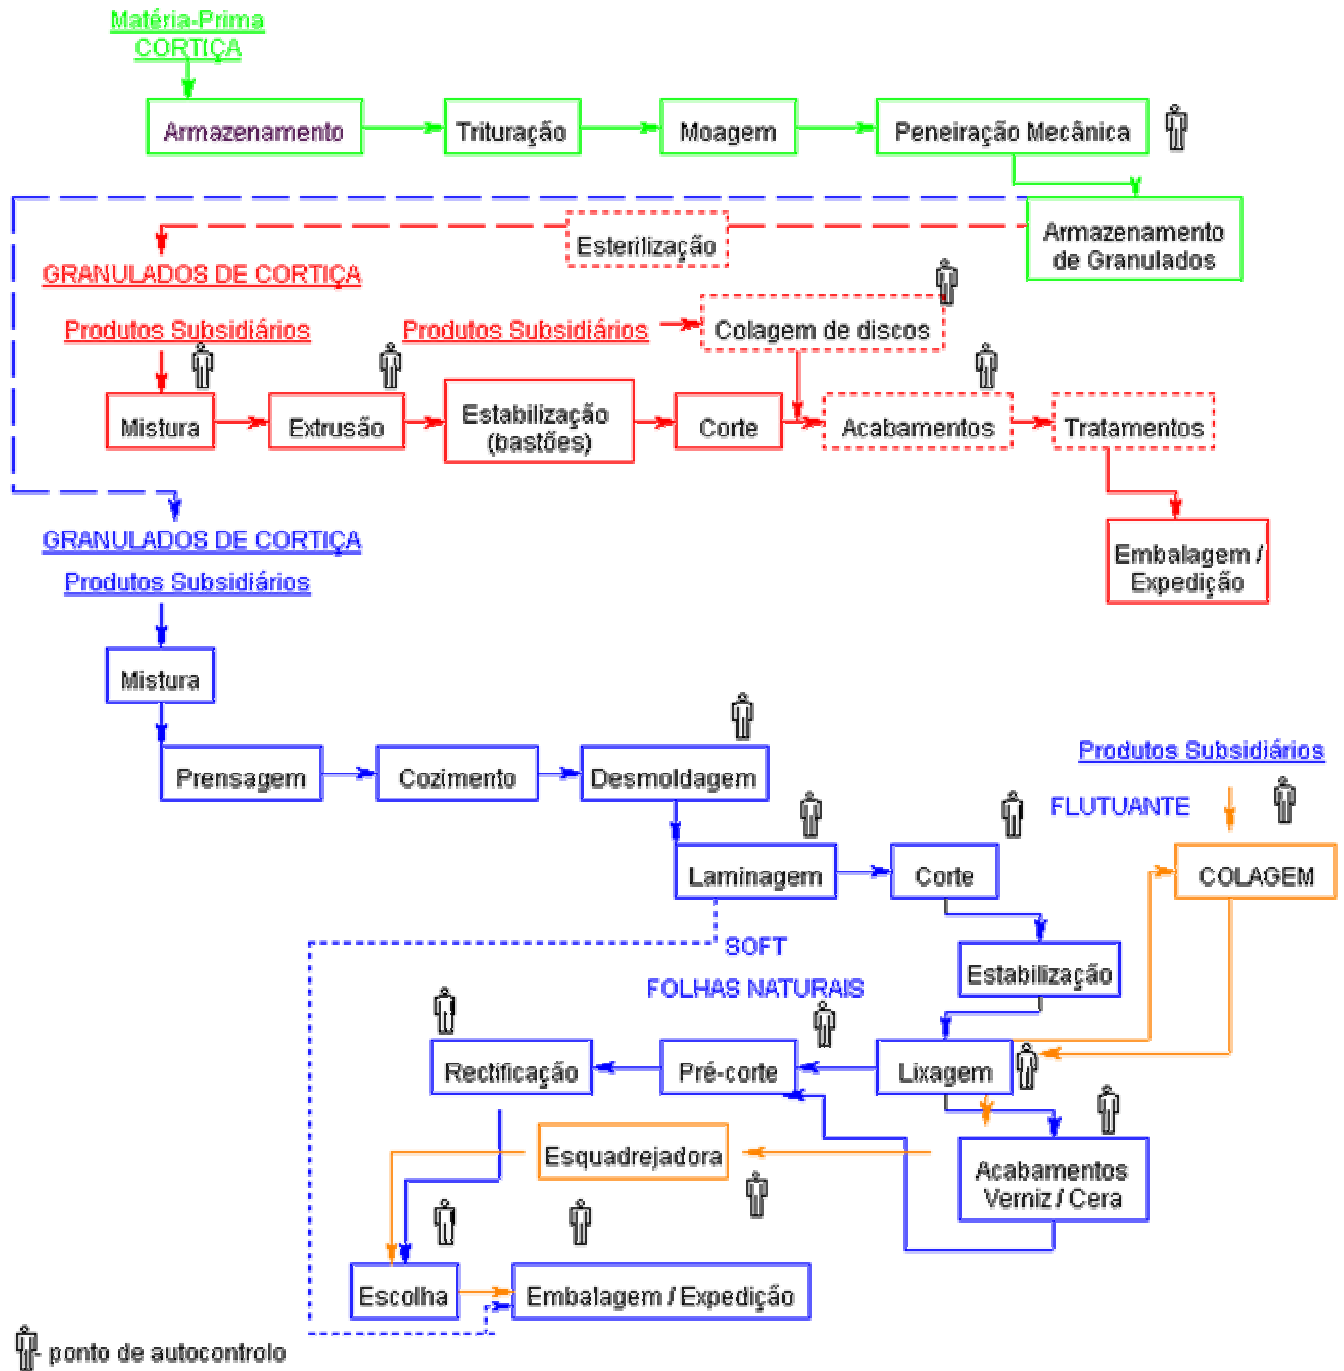 Matéria-Prima
CORTIÇA
Armazenamento
Trituração
Moagem
Peneiração Mecânica
Armazenamento
de Granulados
Esterilização
GRANULADOS DE CORTIÇA
Produtos Subsidiários
Produtos Subsidiários
Colagem de discos
Mistura
Extrusão
Estabilização
(bastões)
Corte
Acabamentos
Tratamentos
Embalagem /
Expedição
GRANULADOS DE CORTIÇA
Produtos Subsidiários
Mistura
Prensagem
Cozimento
Desmoldagem
Produtos Subsidiários
FLUTUANTE
Laminagem
Corte
COLAGEM
SOFT
Estabilização
FOLHAS NATURAIS
Rectificação
Pré-corte
Lixagem
Esquadrejadora
Acabamentos
Verniz / Cera
Escolha
Embalagem / Expedição
- ponto de autocontrolo